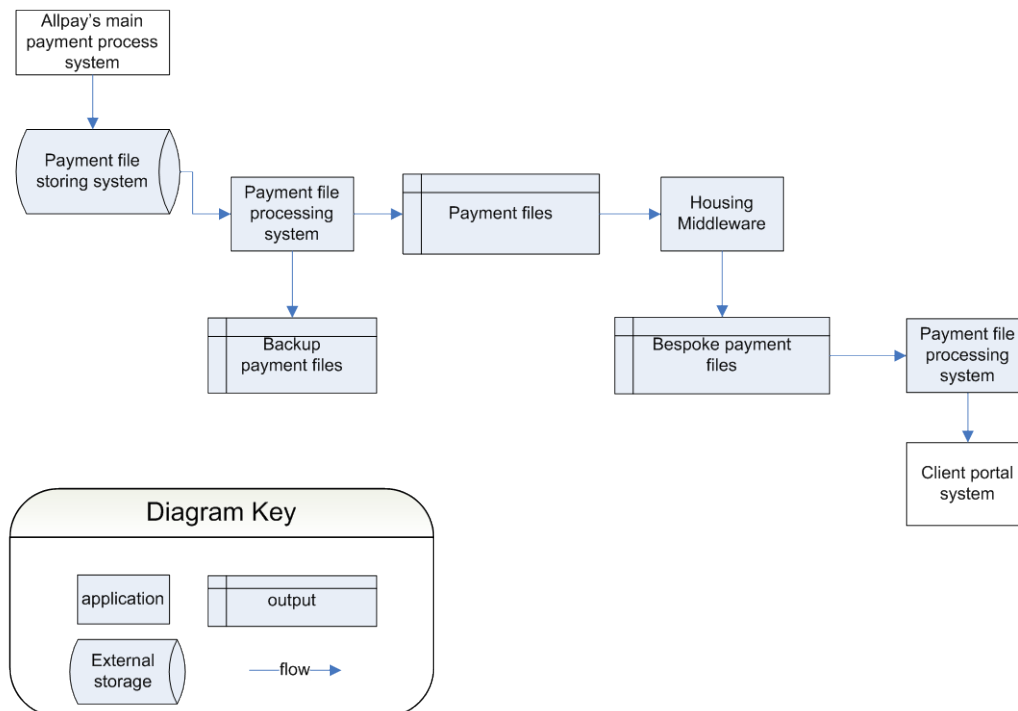 Allpay's main
payment process
system
Payment file
storing system
Payment file
processing
system
Payment files
Housing
Middleware
Backup
payment files
Bespoke payment
files
Payment file
processing
system
Client portal
system
Diagram Key
application
output
External
storage
flow